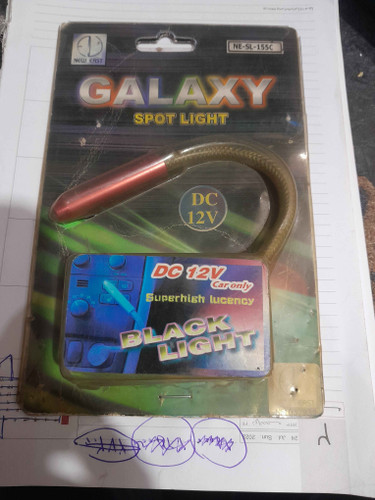 NE-SL-155C
GALAXY
SPOT LIGHT
DC
12V
DC 12V
Car only
Superhigh lucency
BLACK
LIGHT